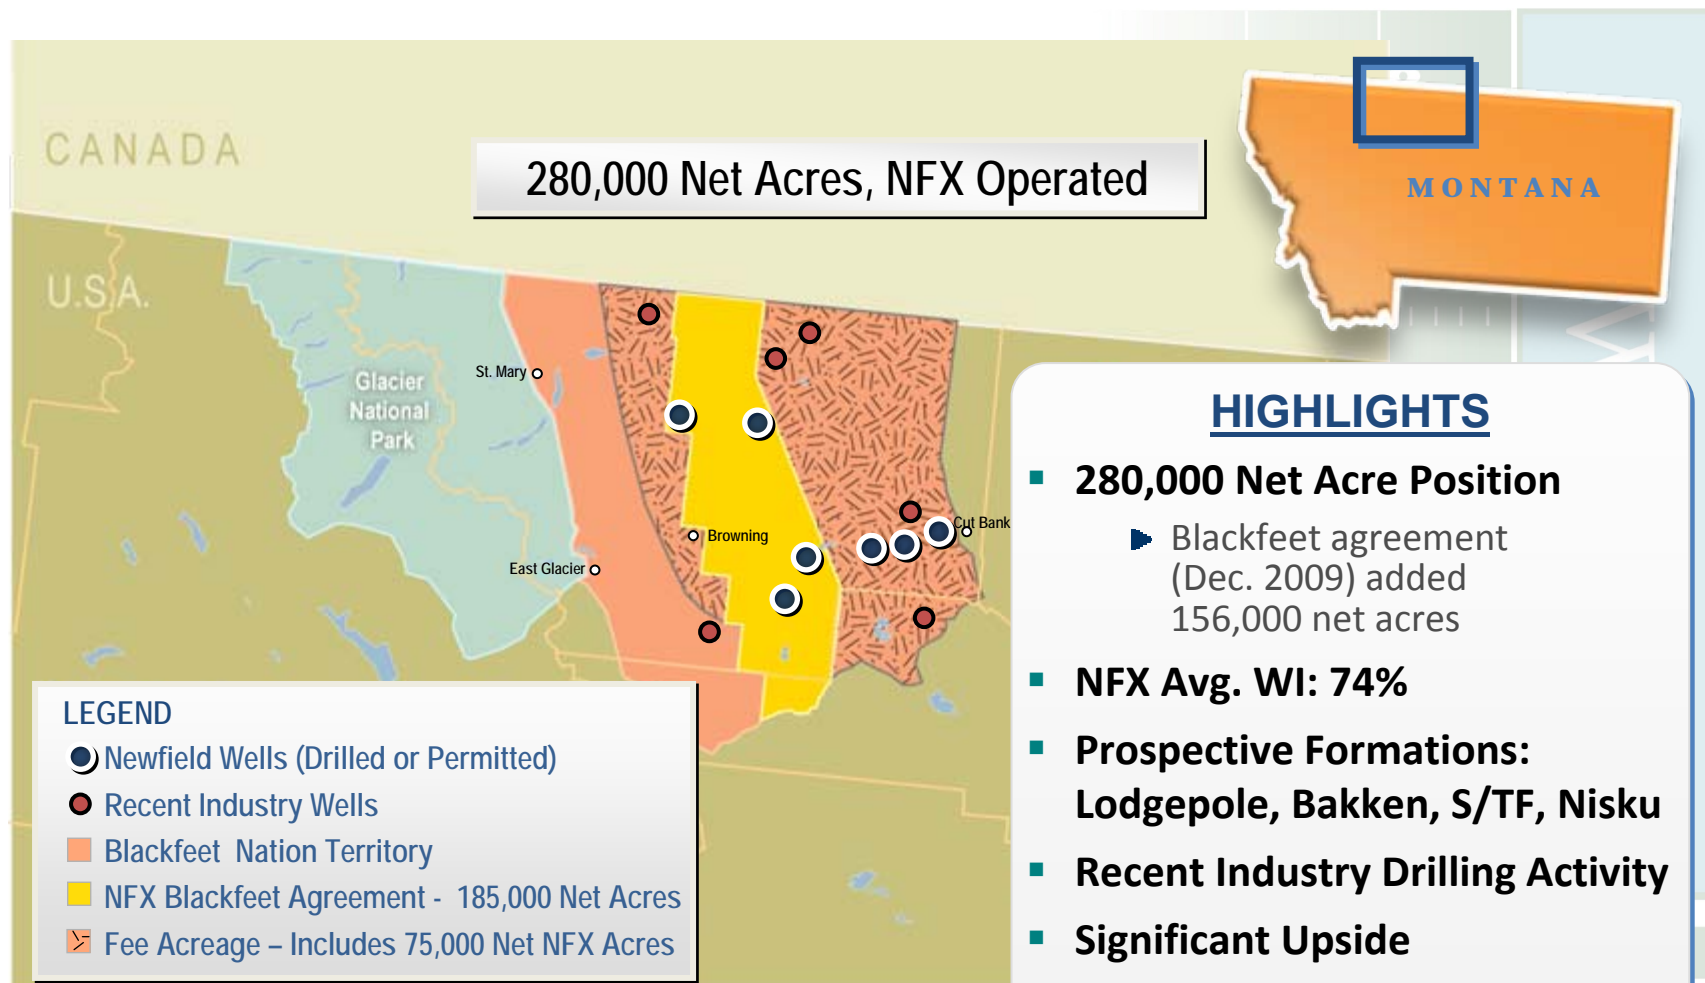 CANADA
280,000 Net Acres, NFX Operated
MONTANA
U.S.A.
St. Mary
Glacier
National
Park
Browning
East Glacier
Cut Bank
HIGHLIGHTS
280,000 Net Acre Position
Blackfeet agreement
(Dec. 2009) added
156,000 net acres
NFX Avg. WI: 74%
Prospective Formations:
Lodgepole, Bakken, S/TF, Nisku
Recent Industry Drilling Activity
Significant Upside
LEGEND
Newfield Wells (Drilled or Permitted)
Recent Industry Wells
Blackfeet Nation Territory
NFX Blackfeet Agreement - 185,000 Net Acres
Fee Acreage – Includes 75,000 Net NFX Acres